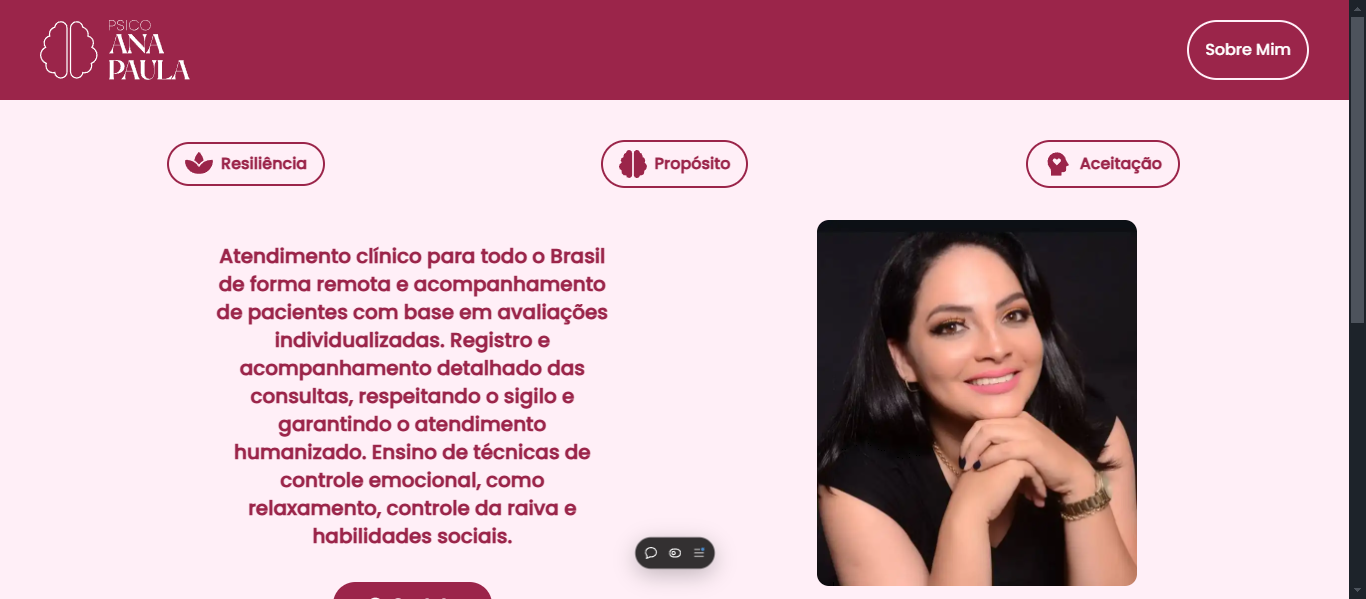 PSICO
ANA
PAULA
Sobre Mim
Resiliência
Propósito
Aceitação
Atendimento clínico para todo o Brasil
de forma remota e acompanhamento
de pacientes com base em avaliações
individualizadas. Registro e
acompanhamento detalhado das
consultas, respeitando o sigilo e
garantindo o atendimento
humanizado. Ensino de técnicas de
controle emocional, como
relaxamento, controle da raiva e
habilidades sociais.